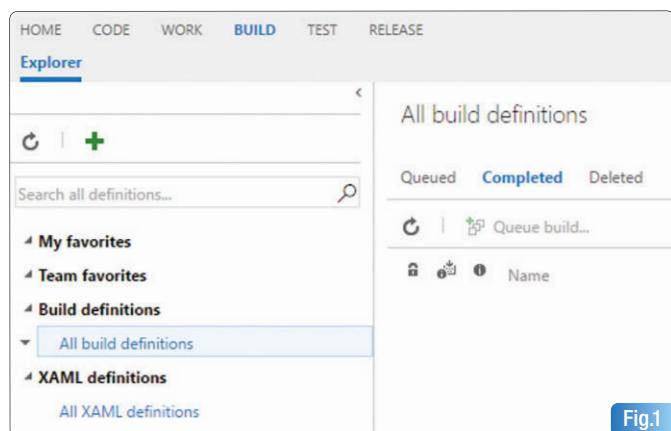 HOME CODE WORK BUILD TEST RELEASE
Explorer
Search all definitions...
My favorites
Team favorites
Build definitions
All build definitions
XAML definitions
All XAML definitions
All build definitions
Queued Completed Deleted
Queue build...
Name
Fig.1